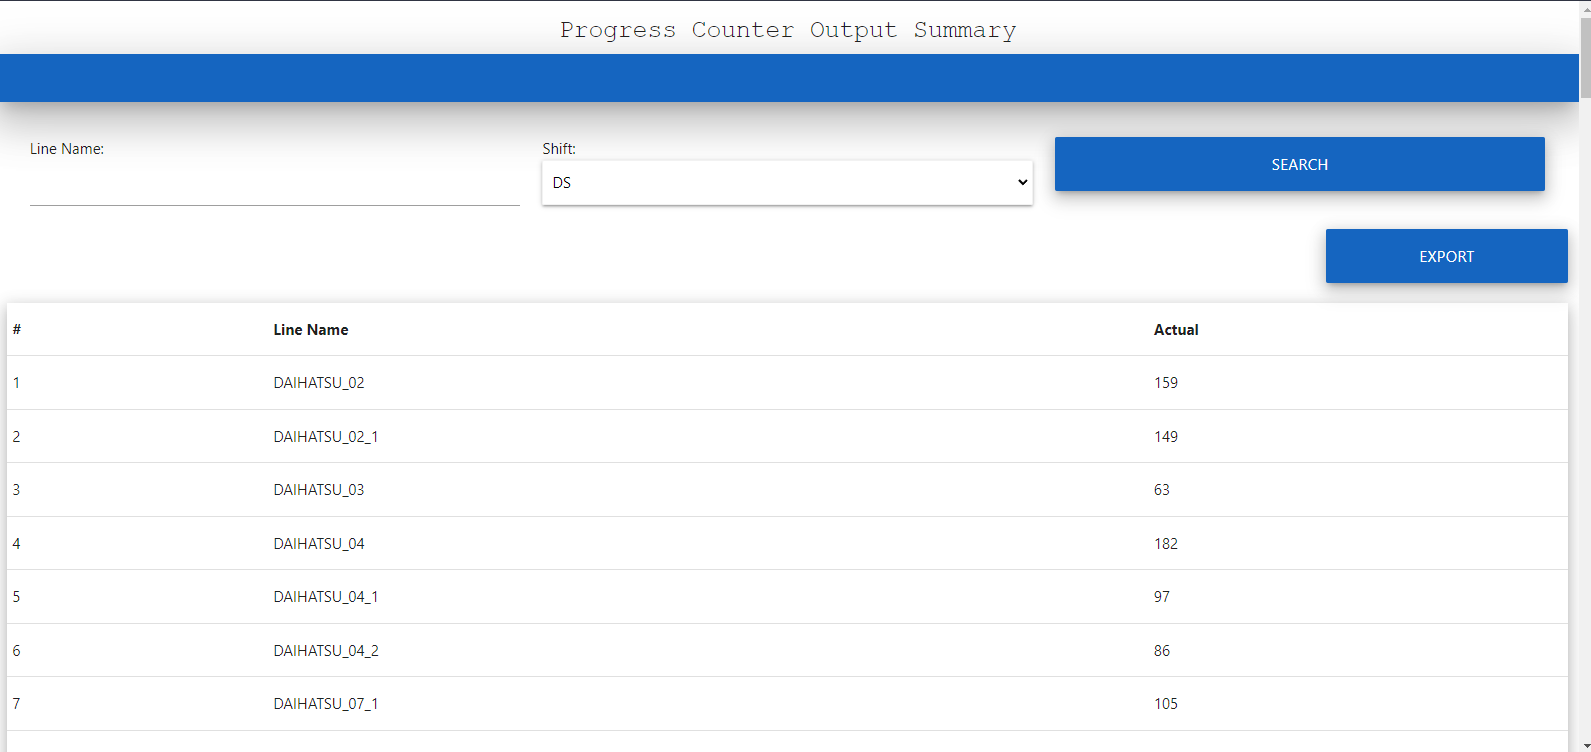 Progress Counter Output Summary
Line Name:
Shift:
DS
SEARCH
EXPORT
# Line Name Actual
1 DAIHATSU_02 159
2 DAIHATSU_02_1 149
3 DAIHATSU_03 63
4 DAIHATSU_04 182
5 DAIHATSU_04_1 97
6 DAIHATSU_04_2 86
7 DAIHATSU_07_1 105